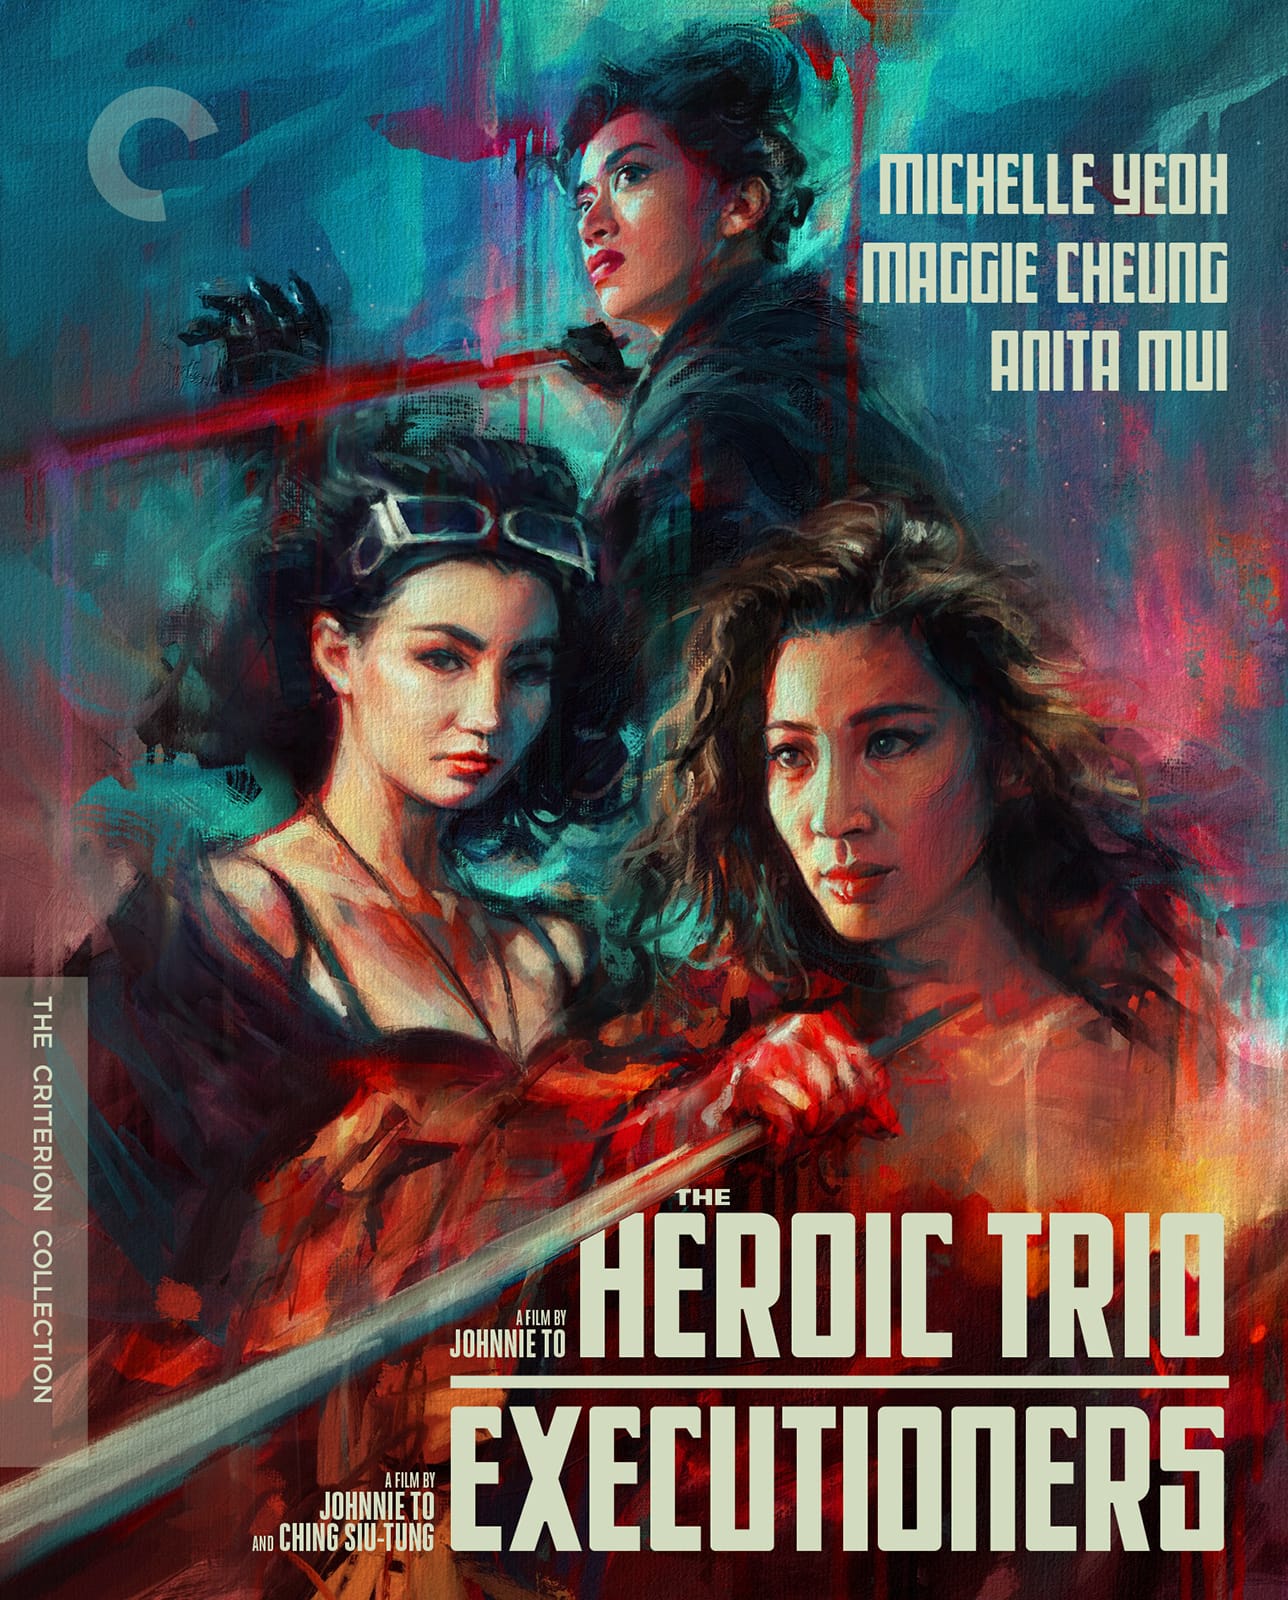 MICHELLE YEOH
MAGGIE CHEUNG
ANITA MUI
THE CRITERION COLLECTION
THE
HEROIC TRIO
A FILM BY
JOHNNIE TO
EXECUTIONERS
A FILM BY
JOHNNIE TO
AND CHING SIU-TUNG